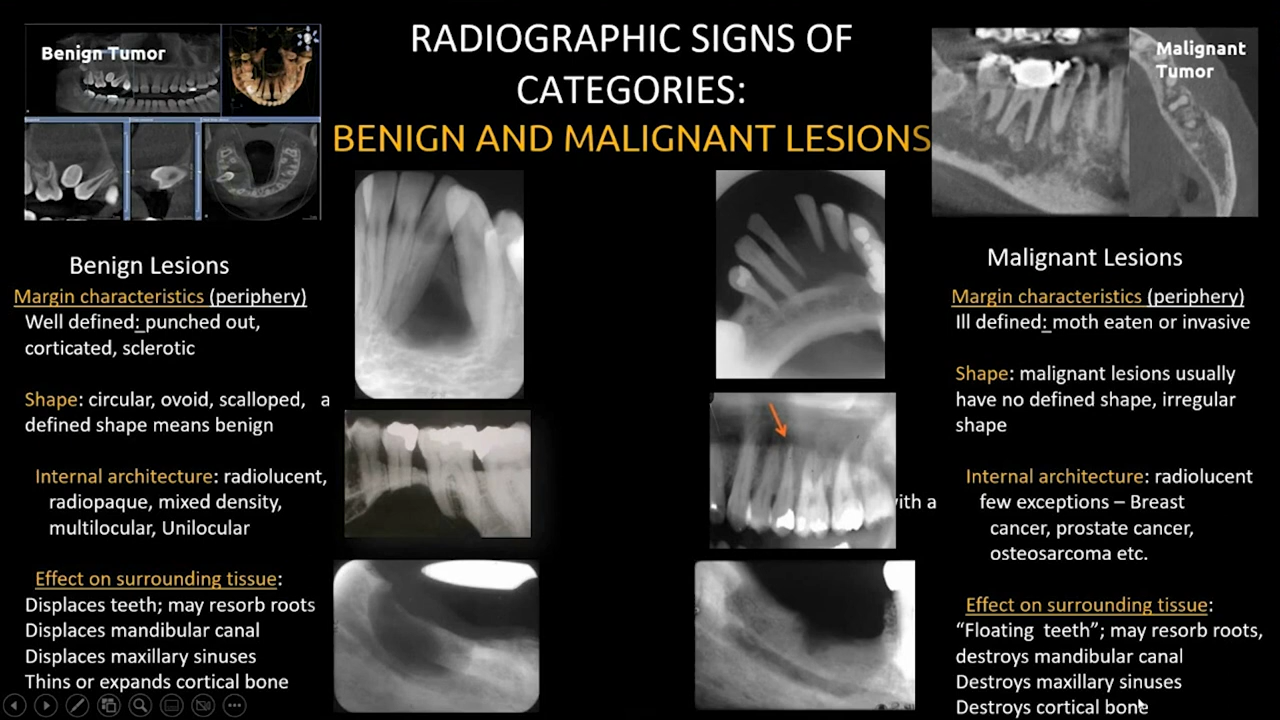 Benign Tumor
RADIOGRAPHIC SIGNS OF
CATEGORIES:
BENIGN AND MALIGNANT LESIONS
Malignant
Tumor
Benign Lesions
Margin characteristics (periphery)
Well defined: punched out,
corticated, sclerotic
Shape: circular, ovoid, scalloped, a
defined shape means benign
Internal architecture: radiolucent,
radiopaque, mixed density,
multilocular, Unilocular
Effect on surrounding tissue:
Displaces teeth; may resorb roots
Displaces mandibular canal
Displaces maxillary sinuses
Thins or expands cortical bone
with a
Malignant Lesions
Margin characteristics (periphery)
Ill defined: moth eaten or invasive
Shape: malignant lesions usually
have no defined shape, irregular
shape
Internal architecture: radiolucent
few exceptions – Breast
cancer, prostate cancer,
osteosarcoma etc.
Effect on surrounding tissue:
“Floating teeth”; may resorb roots,
destroys mandibular canal
Destroys maxillary sinuses
Destroys cortical bone